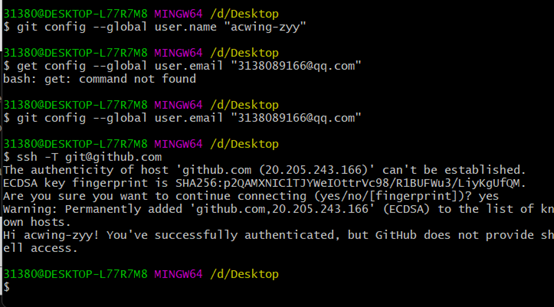 31380@DESKTOP-L77R7M8 MINGW64 /d/Desktop
$ git config --global user.name "acwing-zyy"
31380@DESKTOP-L77R7M8 MINGW64 /d/Desktop
$ get config --global user.email "3138089166@qq.com"
bash: get: command not found
31380@DESKTOP-L77R7M8 MINGW64 /d/Desktop
$ git config --global user.email "3138089166@qq.com"
31380@DESKTOP-L77R7M8 MINGW64 /d/Desktop
$ ssh -T git@github.com
The authenticity of host 'github.com (20.205.243.166)' can't be established.
ECDSA key fingerprint is SHA256:p2QAMXNIC1TJYWeIOttrVc98/R1BUFWu3/LiyKgUfQM.
Are you sure you want to continue connecting (yes/no/[fingerprint])? yes
Warning: Permanently added 'github.com,20.205.243.166' (ECDSA) to the list of kn
own hosts.
Hi acwing-zyy! You've successfully authenticated, but GitHub does not provide sh
ell access.
31380@DESKTOP-L77R7M8 MINGW64 /d/Desktop
$